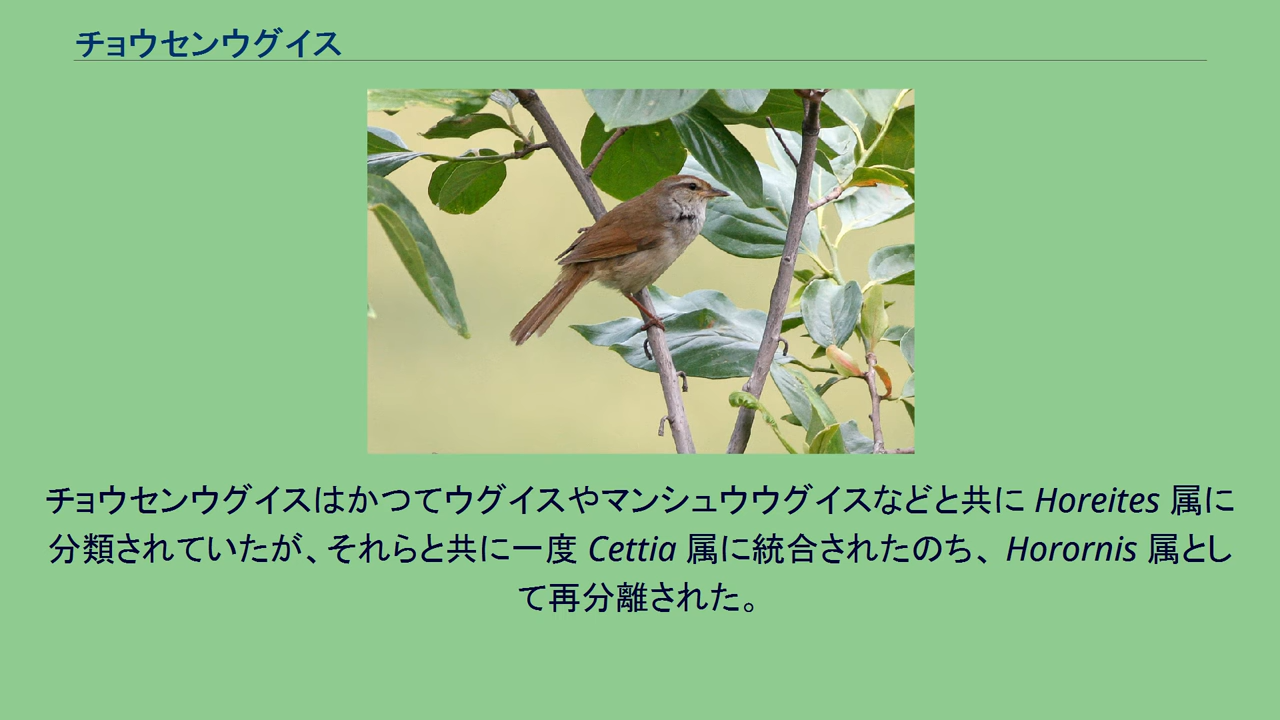 チョウセンウグイス
チョウセンウグイスはかつてウグイスやマンシュウウグイスなどと共に Horeites 属に
分類されていたが、それらと共に一度 Cettia 属に統合されたのち、 Horornis 属とし
て再分離された。